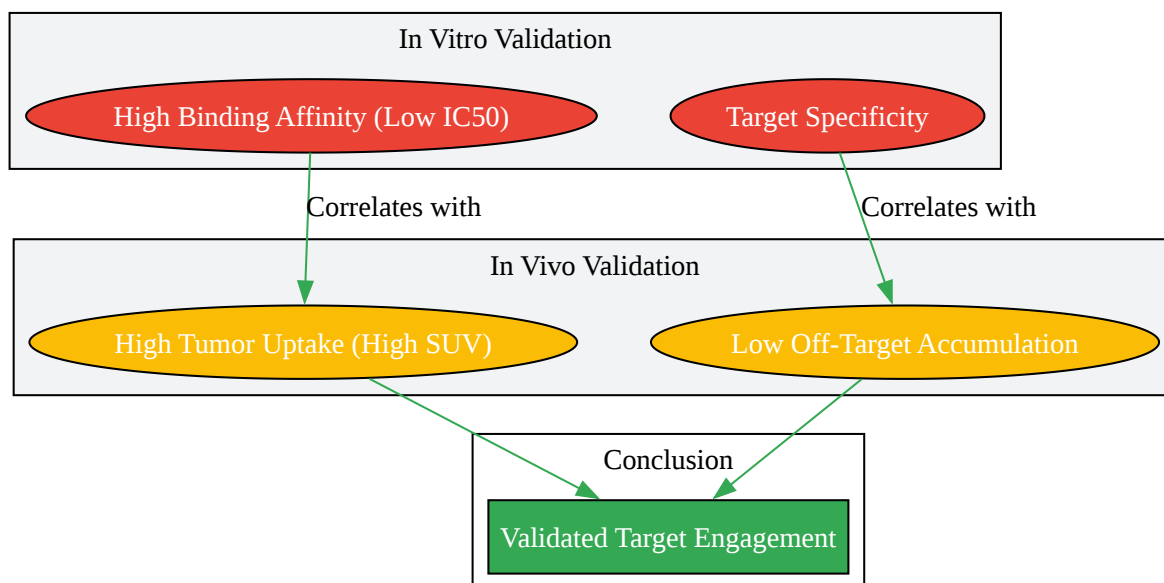 In Vitro Validation
High Binding Affinity (Low IC50)
Target Specificity
Correlates with
Correlates with
In Vivo Validation
High Tumor Uptake (High SUV)
Low Off-Target Accumulation
Conclusion
Validated Target Engagement